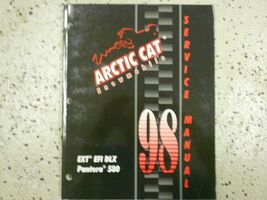 ARCTIC CAT
Snowmobile
SERVICE MANUAL
98
EXT® EFI DLX
Pantera® 580